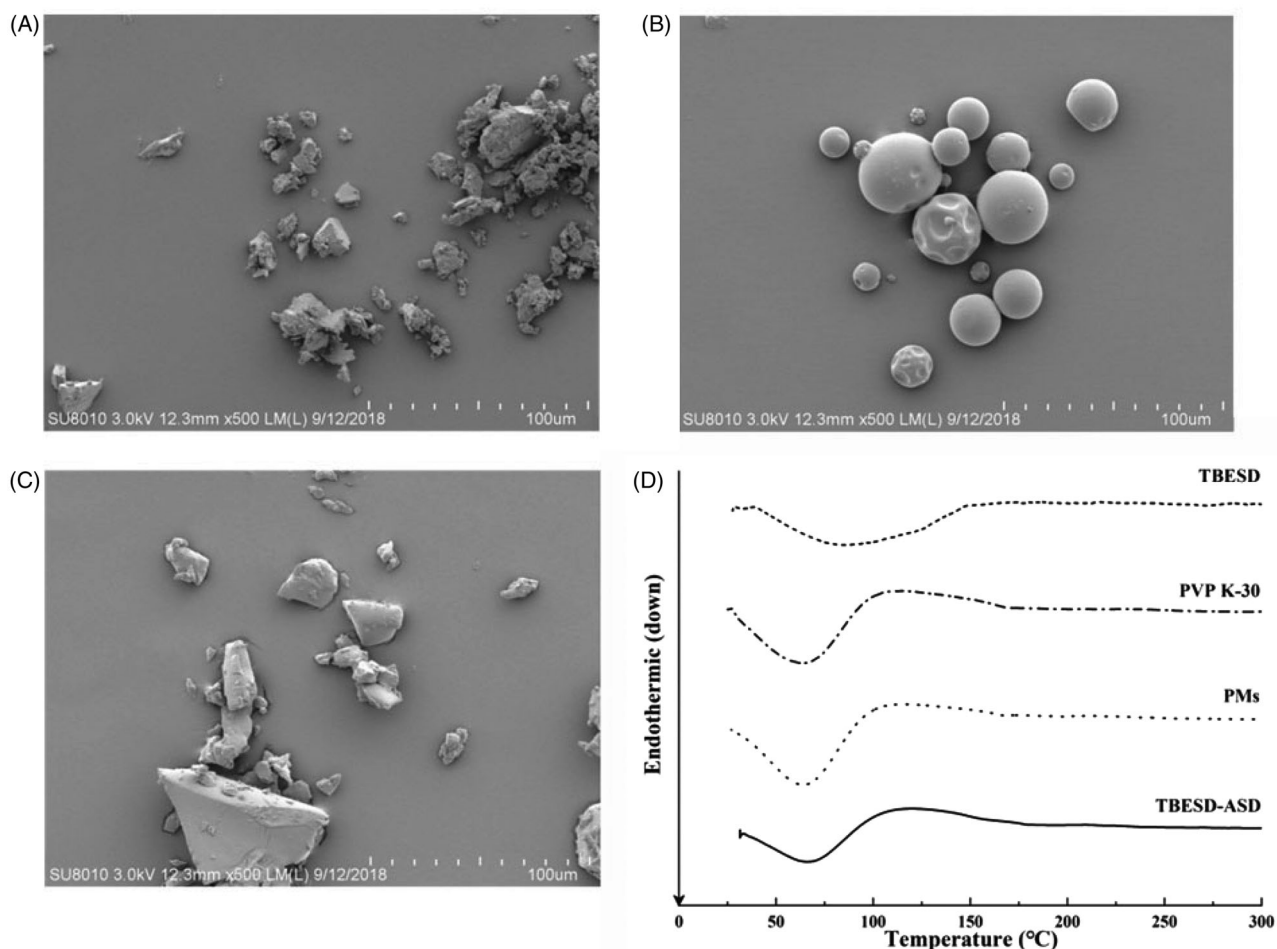 (A)
SU8010 3.0kV 12.3mm x500 LM(L) 9/12/2018
100um
(B)
SU8010 3.0kV 12.3mm x500 LM(L) 9/12/2018
100um
(C)
SU8010 3.0kV 12.3mm x500 LM(L) 9/12/2018
100um
(D)
Endothermic (down)
TBESD
PVP K-30
PMs
TBESD-ASD
0 50 100 150 200 250 300
Temperature (°C)